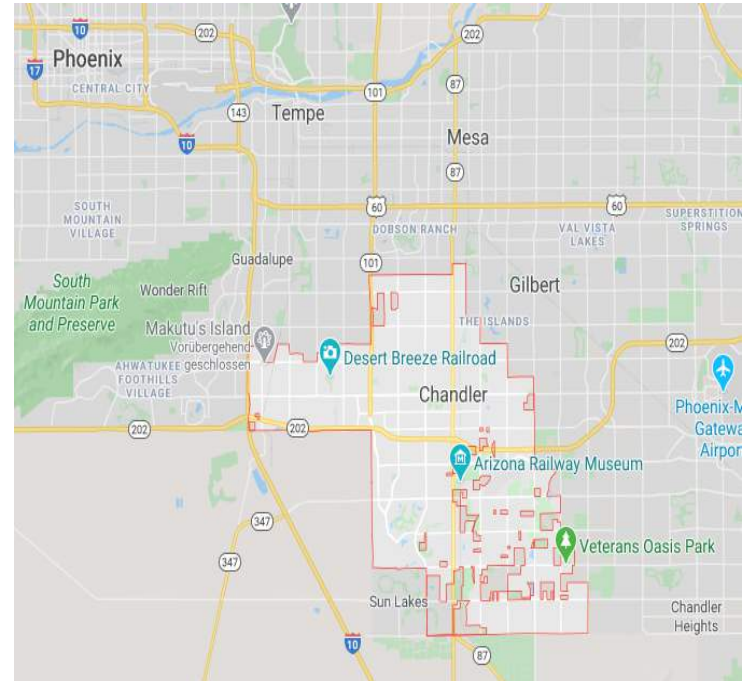 10
202
202
17
Phoenix
CENTRAL CITY
87
101
143
Tempe
10
Mesa
87
60
60
SOUTH
MOUNTAIN
VILLAGE
DOBSON RANCH
VAL VISTA
LAKES
SUPERSTITION
SPRINGS
Guadalupe
101
South
Mountain Park
and Preserve
Wonder Rift
Gilbert
Makutu's Island
Vorübergehend
geschlossen
THE ISLANDS
202
Desert Breeze Railroad
AHWATUKEE
FOOTHILLS
VILLAGE
Chandler
Phoenix-M
Gatewa
Airpor
202
202
Arizona Railway Museum
347
347
Veterans Oasis Park
Sun Lakes
Chandler
Heights
10
87